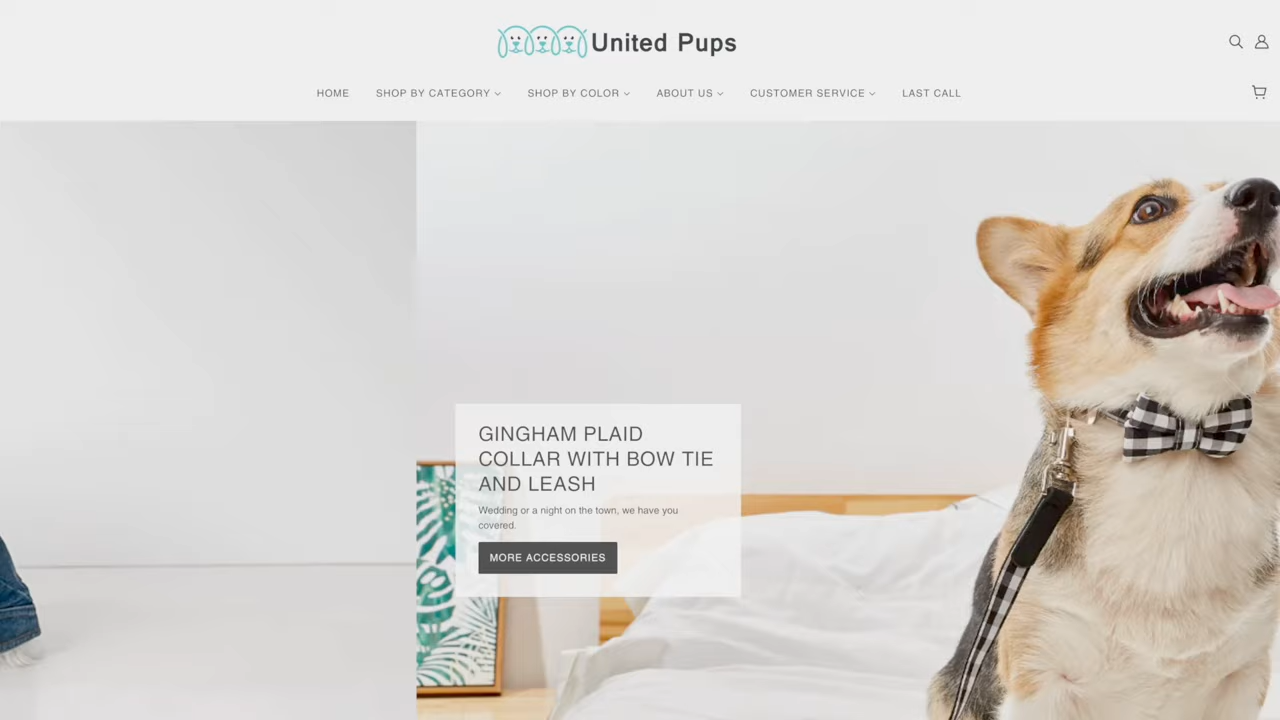 United Pups
HOME SHOP BY CATEGORY SHOP BY COLOR ABOUT US CUSTOMER SERVICE LAST CALL
GINGHAM PLAID
COLLAR WITH BOW TIE
AND LEASH
Wedding or a night on the town, we have you
covered.
MORE ACCESSORIES